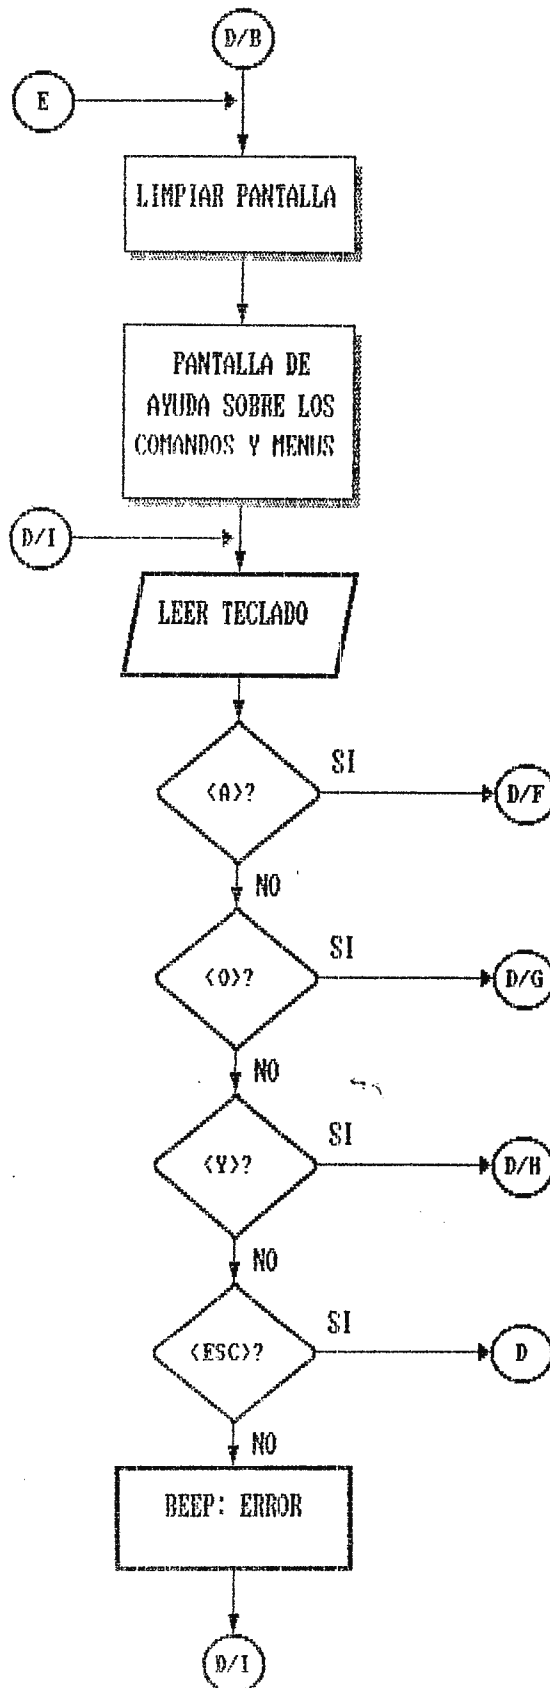 D/B
E
LIMPIAR PANTALLA
PANTALLA DE
AYUDA SOBRE LOS
COMANDOS Y MENUS
D/I
LEER TECLADO
<A>?
SI
D/F
NO
<O>?
SI
D/G
NO
<Y>?
SI
D/H
NO
<ESC>?
SI
D
NO
BEEP: ERROR
D/I